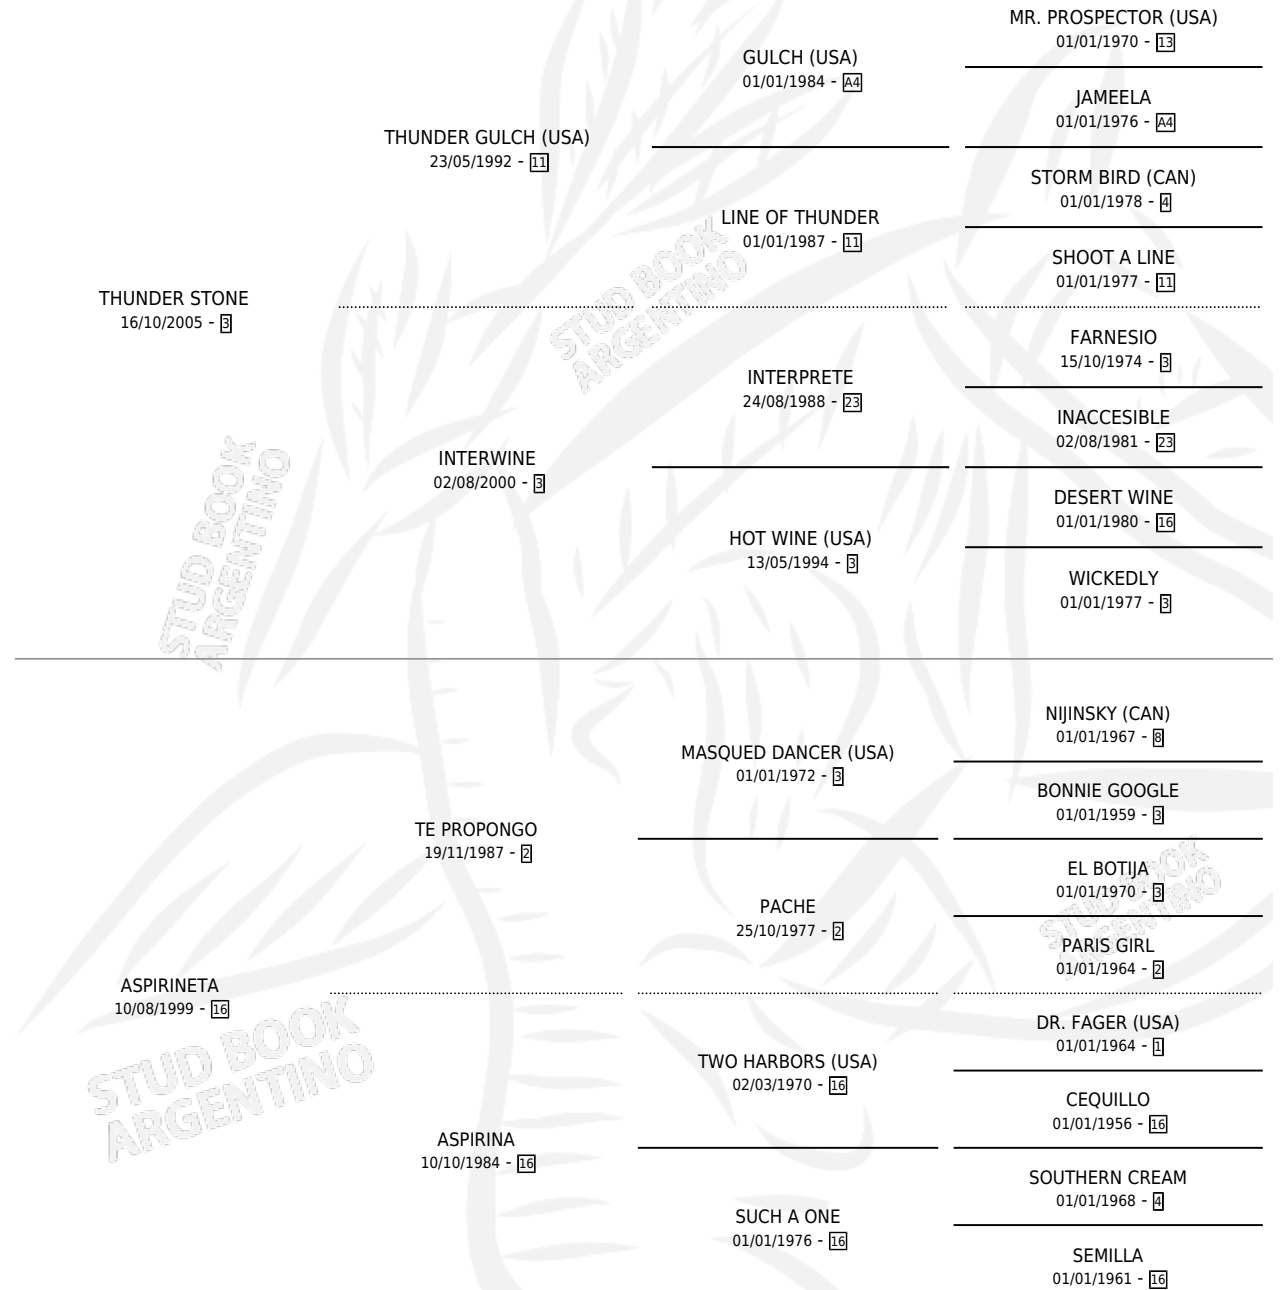 MR. PROSPECTOR (USA)
01/01/1970 - 13
GULCH (USA)
01/01/1984 - A4
JAMEELA
01/01/1976 - A4
THUNDER GULCH (USA)
23/05/1992 - 11
STORM BIRD (CAN)
01/01/1978 - 4
LINE OF THUNDER
01/01/1987 - 11
SHOOT A LINE
01/01/1977 - 11
THUNDER STONE
16/10/2005 - 3
FARNESIO
15/10/1974 - 3
INTERPRETE
24/08/1988 - 23
INACCESIBLE
02/08/1981 - 23
INTERWINE
02/08/2000 - 3
DESERT WINE
01/01/1980 - 16
HOT WINE (USA)
13/05/1994 - 3
WICKEDLY
01/01/1977 - 3
NIJINSKY (CAN)
01/01/1967 - 8
MASQUED DANCER (USA)
01/01/1972 - 3
BONNIE GOOGLE
01/01/1959 - 3
TE PROPONGO
19/11/1987 - 2
EL BOTIJA
01/01/1970 - 3
PACHE
25/10/1977 - 2
PARIS GIRL
01/01/1964 - 2
ASPIRINETA
10/08/1999 - 16
DR. FAGER (USA)
01/01/1964 - 1
TWO HARBORS (USA)
02/03/1970 - 16
CEQUILLO
01/01/1956 - 16
ASPIRINA
10/10/1984 - 16
SOUTHERN CREAM
01/01/1968 - 4
SUCH A ONE
01/01/1976 - 16
SEMILLA
01/01/1961 - 16
STUD BOOK
ARGENTINO
STUD BOOK
ARGENTINO
STUD BOOK
ARGENTINO
STUD BOOK
ARGENTINO